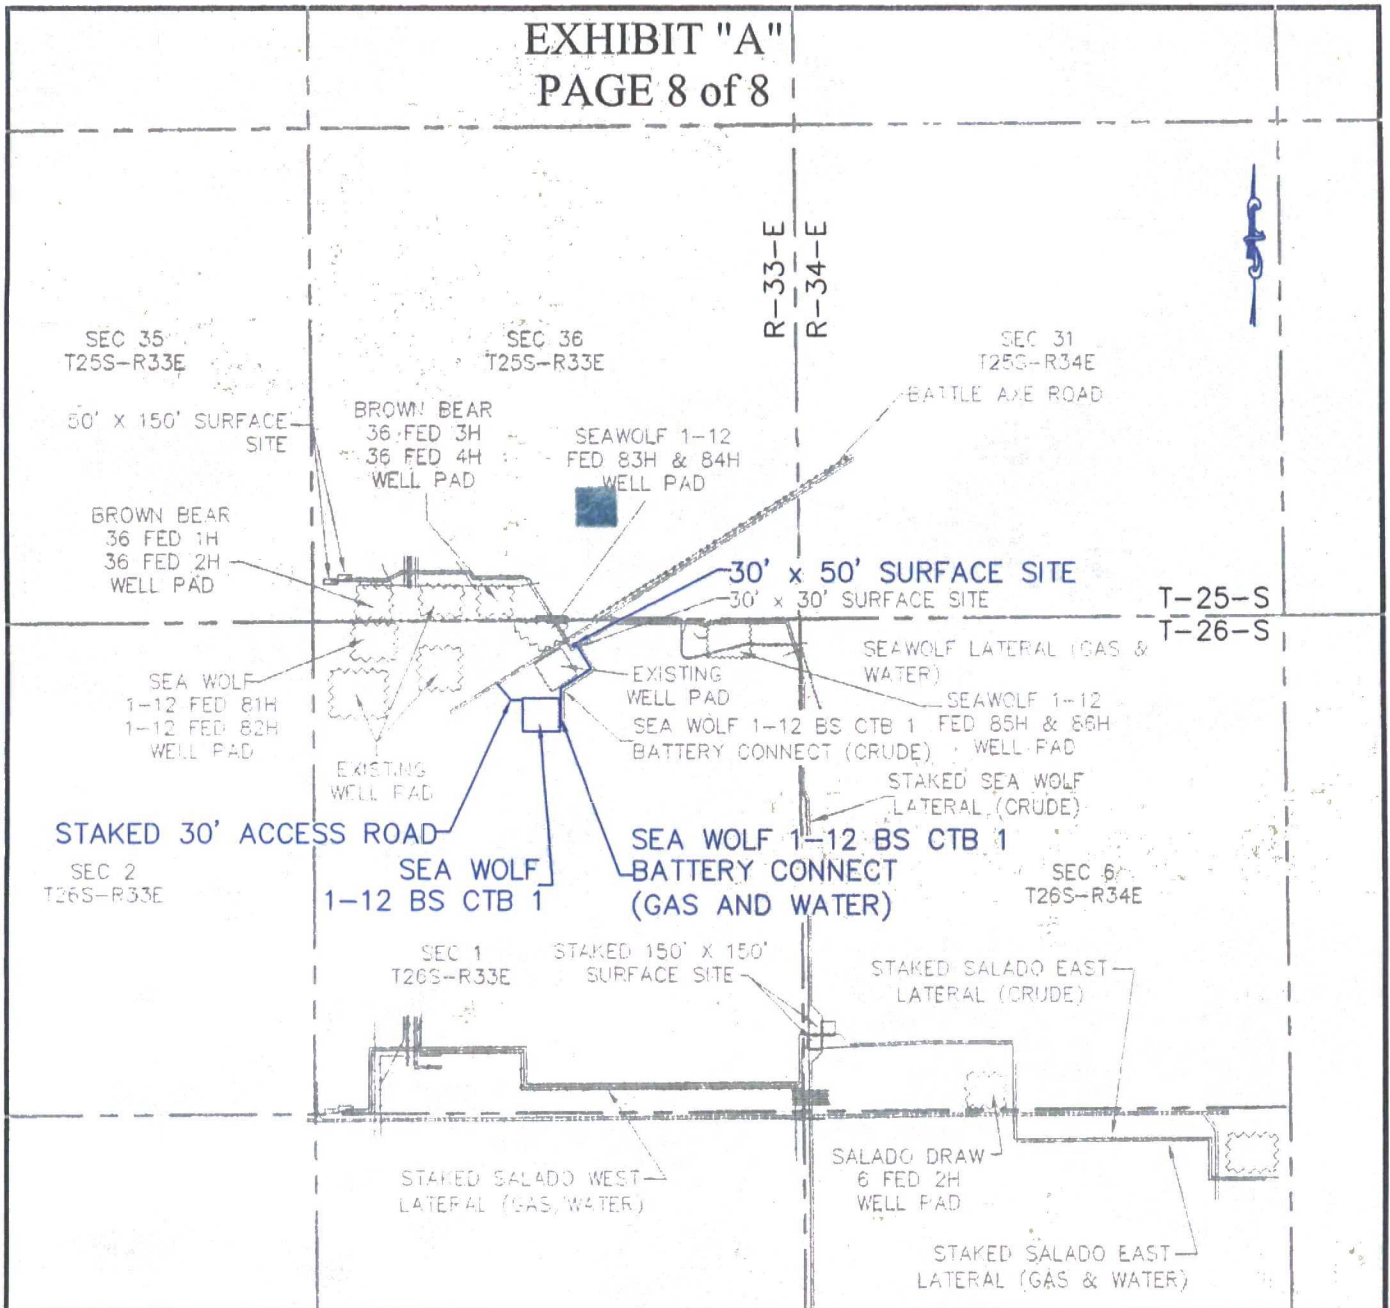 EXHIBIT "A"
PAGE 8 of 8
R-33-E
R-34-E
SEC 35
T25S-R33E
SEC 36
T25S-R33E
SEC 31
T25S-R34E
BATTLE AXE ROAD
50' X 150' SURFACE
SITE
BROWN BEAR
36 FED 3H
36 FED 4H
WELL PAD
SEAWOLF 1-12
FED 83H & 84H
WELL PAD
BROWN BEAR
36 FED 1H
36 FED 2H
WELL PAD
30' x 50' SURFACE SITE
30' x 30' SURFACE SITE
T-25-S
T-26-S
SEAWOLF LATERAL (GAS &
WATER)
SEA WOLF
1-12 FED 81H
1-12 FED 82H
WELL PAD
EXISTING
WELL PAD
SEAWOLF 1-12
FED 85H & 86H
WELL PAD
SEA WOLF 1-12 BS CTB 1
BATTERY CONNECT (CRUDE)
EXISTING
WELL PAD
STAKED SEA WOLF
LATERAL (CRUDE)
STAKED 30' ACCESS ROAD
SEA WOLF
1-12 BS CTB 1
SEA WOLF 1-12 BS CTB 1
BATTERY CONNECT
(GAS AND WATER)
SEC 2
T26S-R33E
SEC 6
T26S-R34E
SEC 1
T26S-R33E
STAKED 150' X 150'
SURFACE SITE
STAKED SALADO EAST
LATERAL (CRUDE)
STAKED SALADO WEST
LATERAL (GAS, WATER)
SALADO DRAW
6 FED 2H
WELL PAD
STAKED SALADO EAST
LATERAL (GAS & WATER)